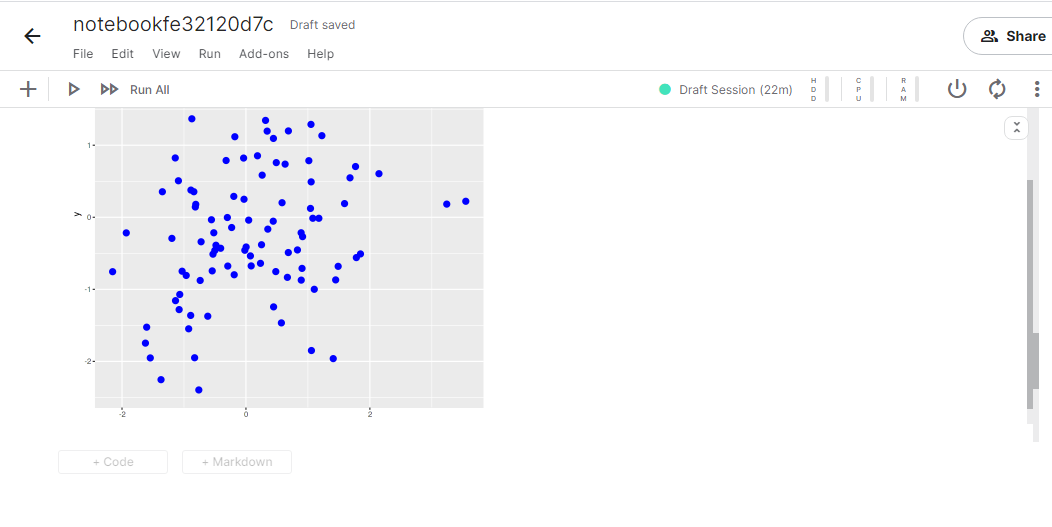 notebookfe32120d7c Draft saved
Share
File Edit View Run Add-ons Help
Run All
Draft Session (22m)
HDD
CPU
RAM
1
0
-1
-2
y
-2 0 2
+ Code + Markdown